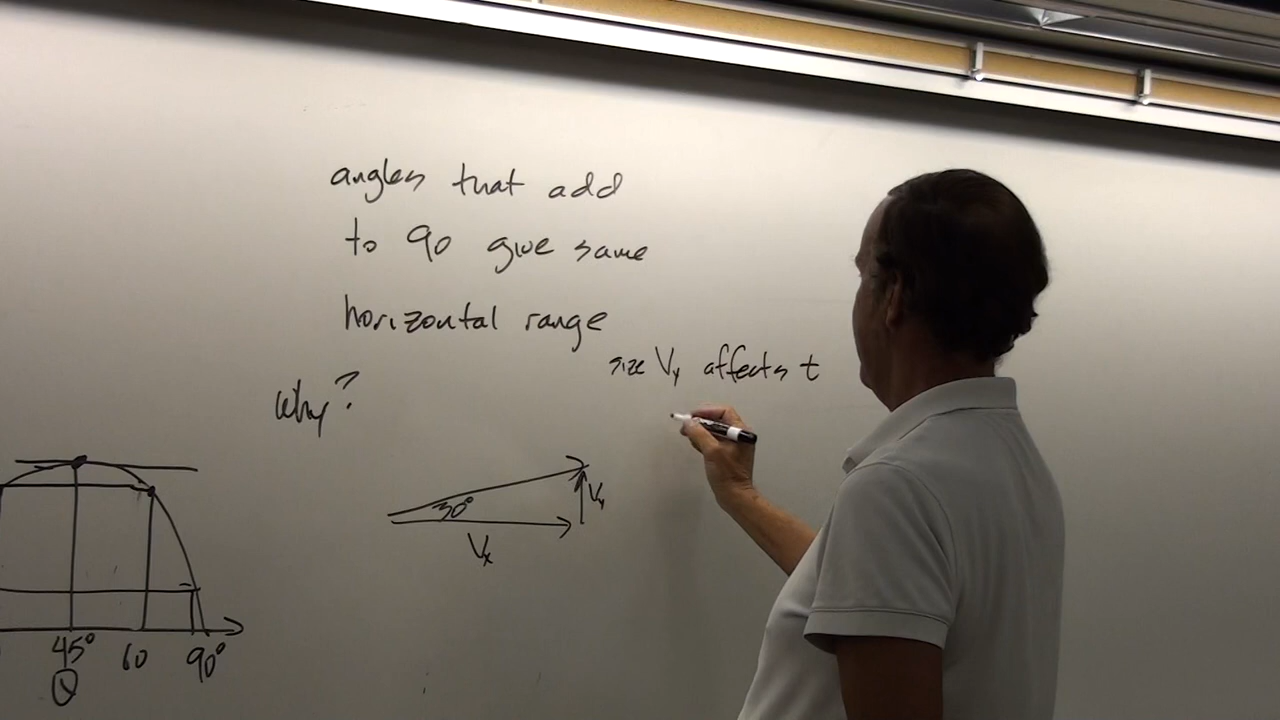 angles that add
to 90 give same
horizontal range
size Vy affects t
Why?
30°
Vy
Vx
45° 60 90°
Θ